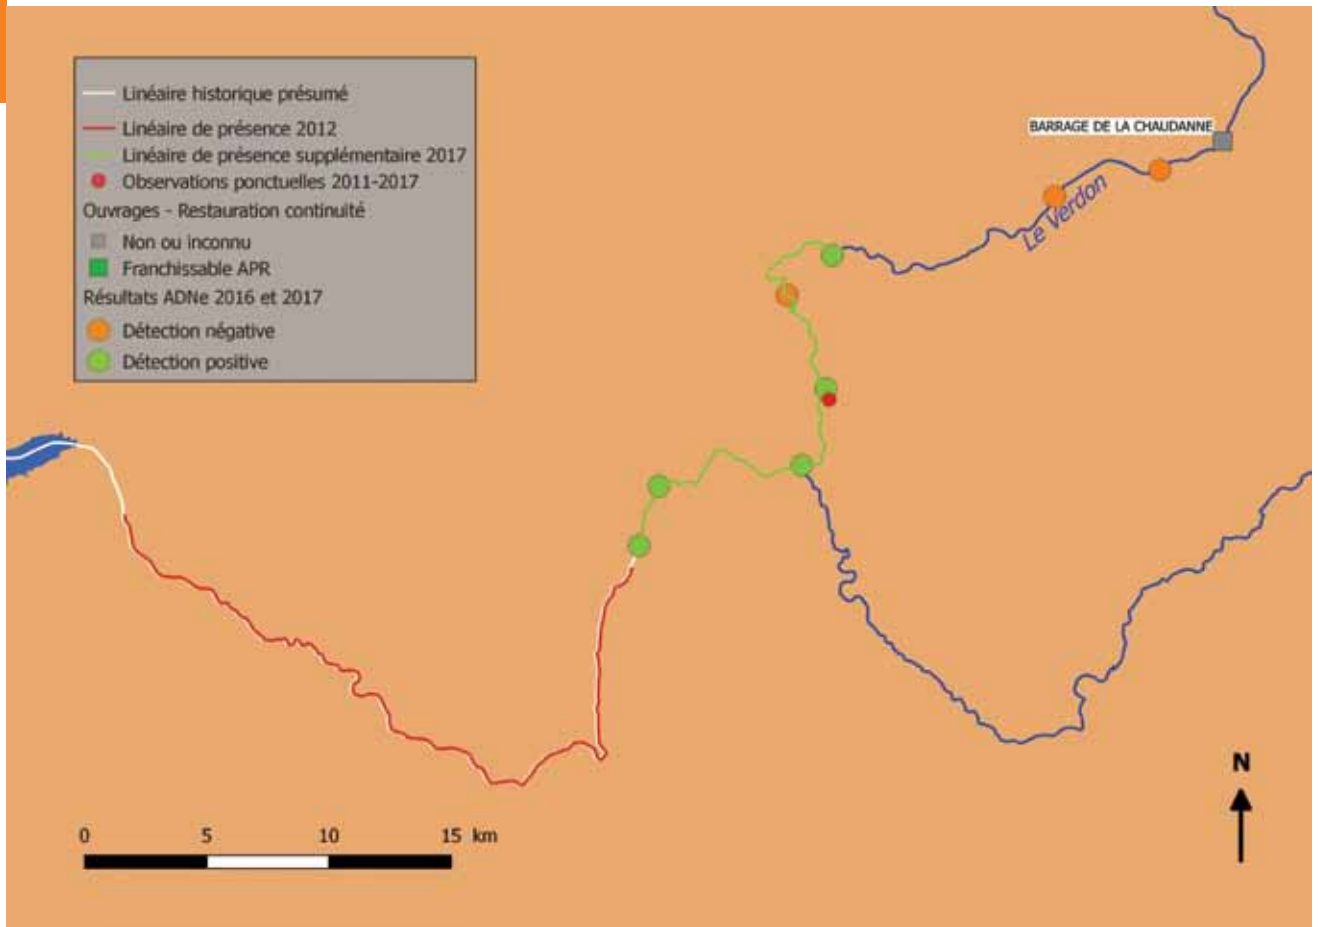 Linéaire historique présumé
Linéaire de présence 2012
Linéaire de présence supplémentaire 2017
Observations ponctuelles 2011-2017
Ouvrages - Restauration continuité
Non ou inconnu
Franchissable APR
Résultats ADNe 2016 et 2017
Détection négative
Détection positive
BARRAGE DE LA CHAUDANNE
Le Verdon
N
0 5 10 15 km